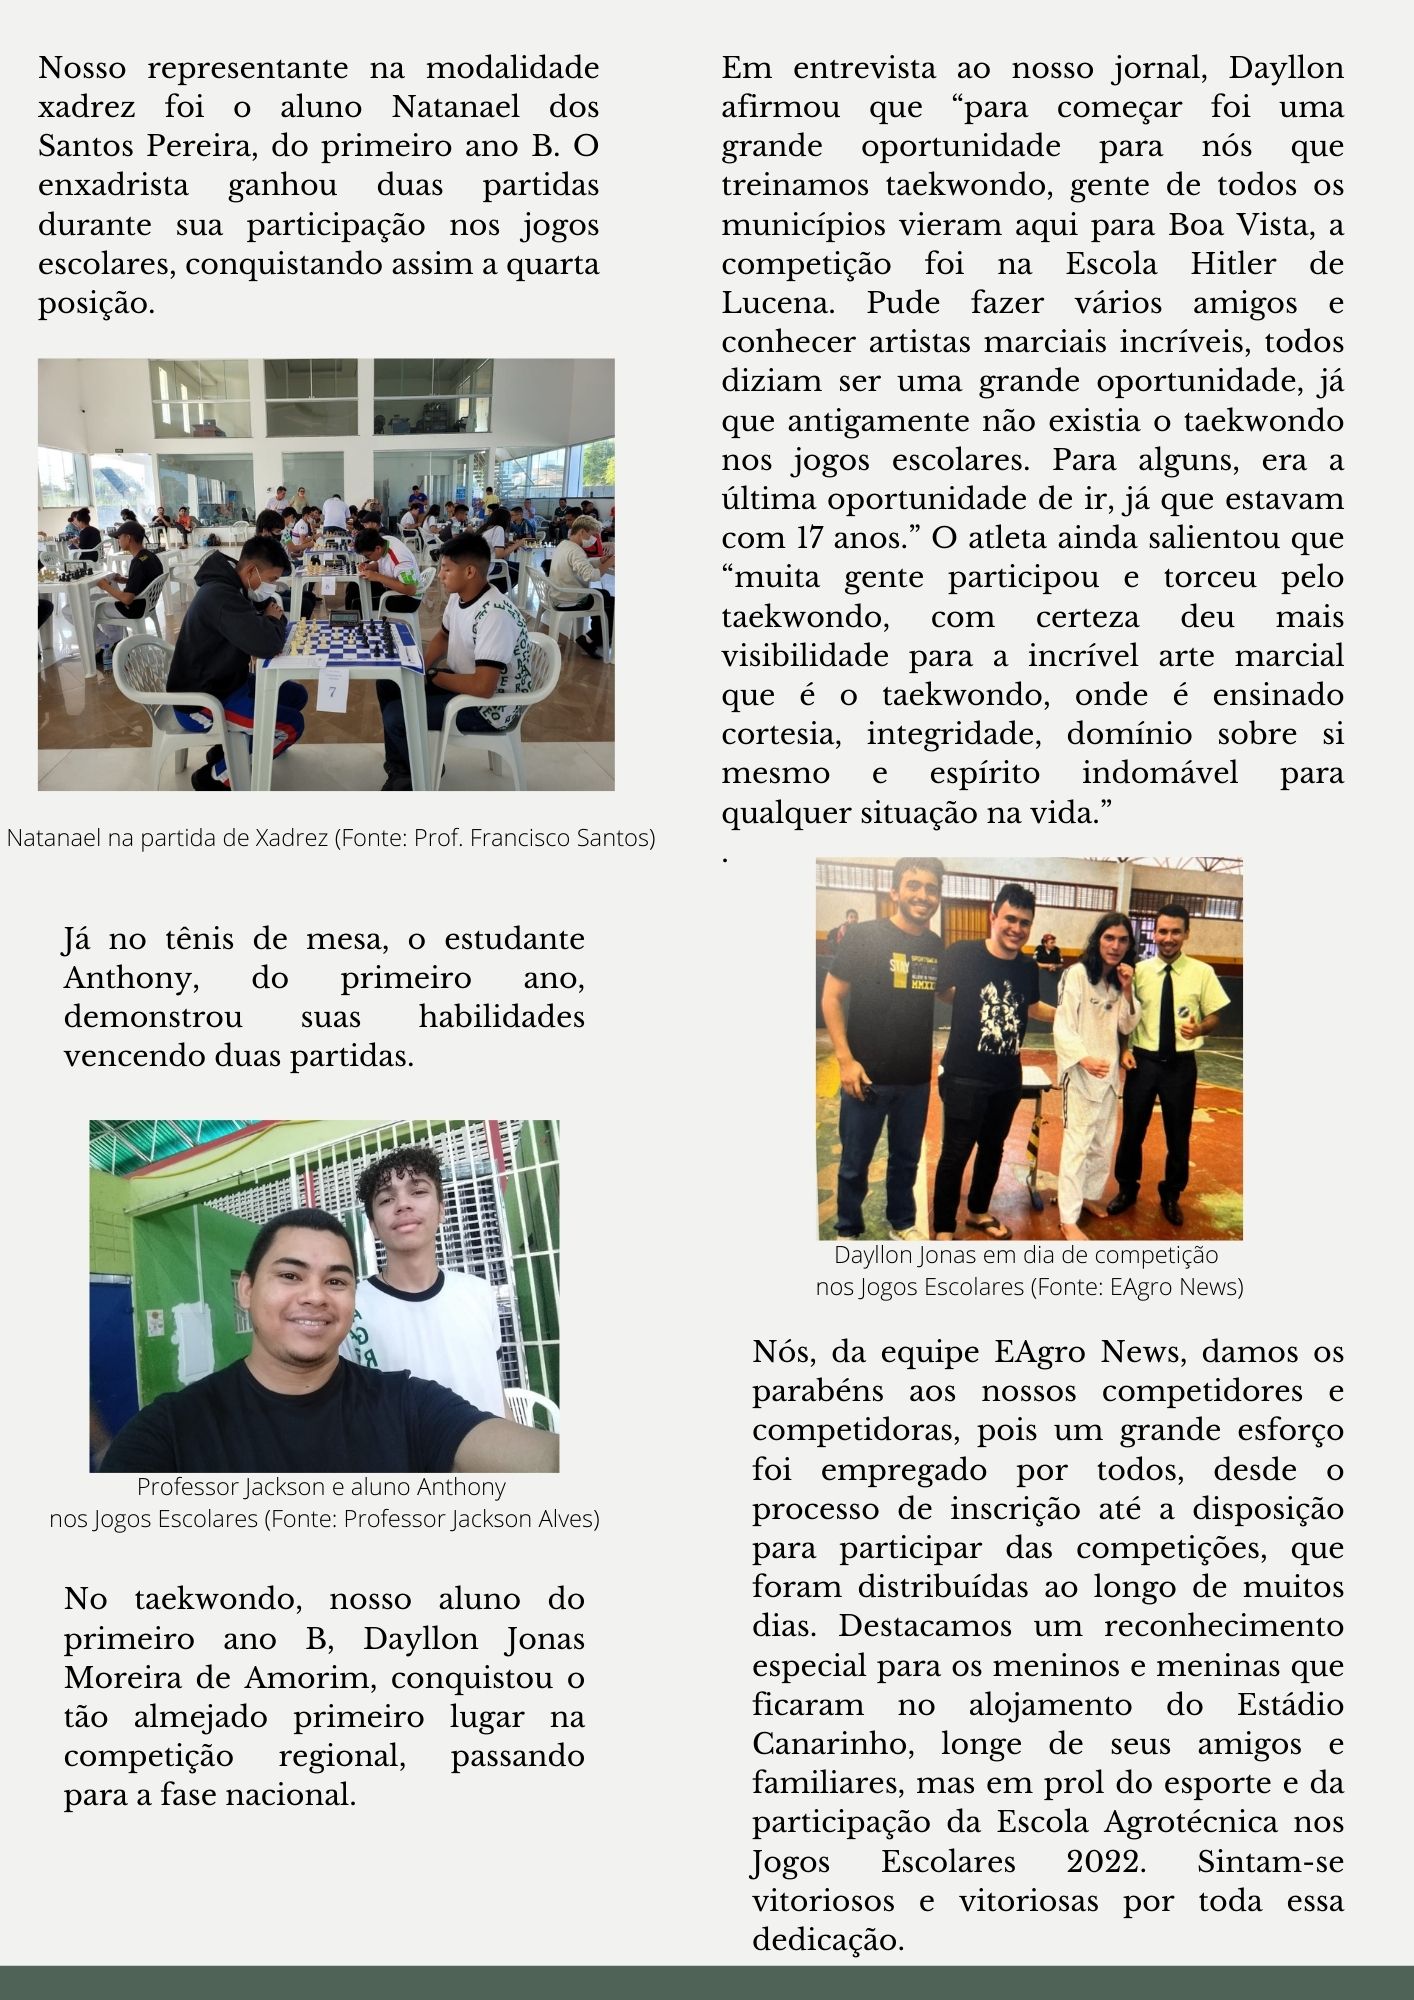 Nosso representante na modalidade
xadrez foi o aluno Natanael dos
Santos Pereira, do primeiro ano B. O
enxadrista ganhou duas partidas
durante sua participação nos jogos
escolares, conquistando assim a quarta
posição.
7
Natanael na partida de Xadrez (Fonte: Prof. Francisco Santos)
Já no tênis de mesa, o estudante
Anthony, do primeiro ano,
demonstrou suas habilidades
vencendo duas partidas.
Professor Jackson e aluno Anthony
nos Jogos Escolares (Fonte: Professor Jackson Alves)
No taekwondo, nosso aluno do
primeiro ano B, Dayllon Jonas
Moreira de Amorim, conquistou o
tão almejado primeiro lugar na
competição regional, passando
para a fase nacional.
Em entrevista ao nosso jornal, Dayllon
afirmou que “para começar foi uma
grande oportunidade para nós que
treinamos taekwondo, gente de todos os
municípios vieram aqui para Boa Vista, a
competição foi na Escola Hitler de
Lucena. Pude fazer vários amigos e
conhecer artistas marciais incríveis, todos
diziam ser uma grande oportunidade, já
que antigamente não existia o taekwondo
nos jogos escolares. Para alguns, era a
última oportunidade de ir, já que estavam
com 17 anos.” O atleta ainda salientou que
“muita gente participou e torceu pelo
taekwondo, com certeza deu mais
visibilidade para a incrível arte marcial
que é o taekwondo, onde é ensinado
cortesia, integridade, domínio sobre si
mesmo e espírito indomável para
qualquer situação na vida.”
.
STAY
Dayllon Jonas em dia de competição
nos Jogos Escolares (Fonte: EAgro News)
Nós, da equipe EAgro News, damos os
parabéns aos nossos competidores e
competidoras, pois um grande esforço
foi empregado por todos, desde o
processo de inscrição até a disposição
para participar das competições, que
foram distribuídas ao longo de muitos
dias. Destacamos um reconhecimento
especial para os meninos e meninas que
ficaram no alojamento do Estádio
Canarinho, longe de seus amigos e
familiares, mas em prol do esporte e da
participação da Escola Agrotécnica nos
Jogos Escolares 2022. Sintam-se
vitoriosos e vitoriosas por toda essa
dedicação.